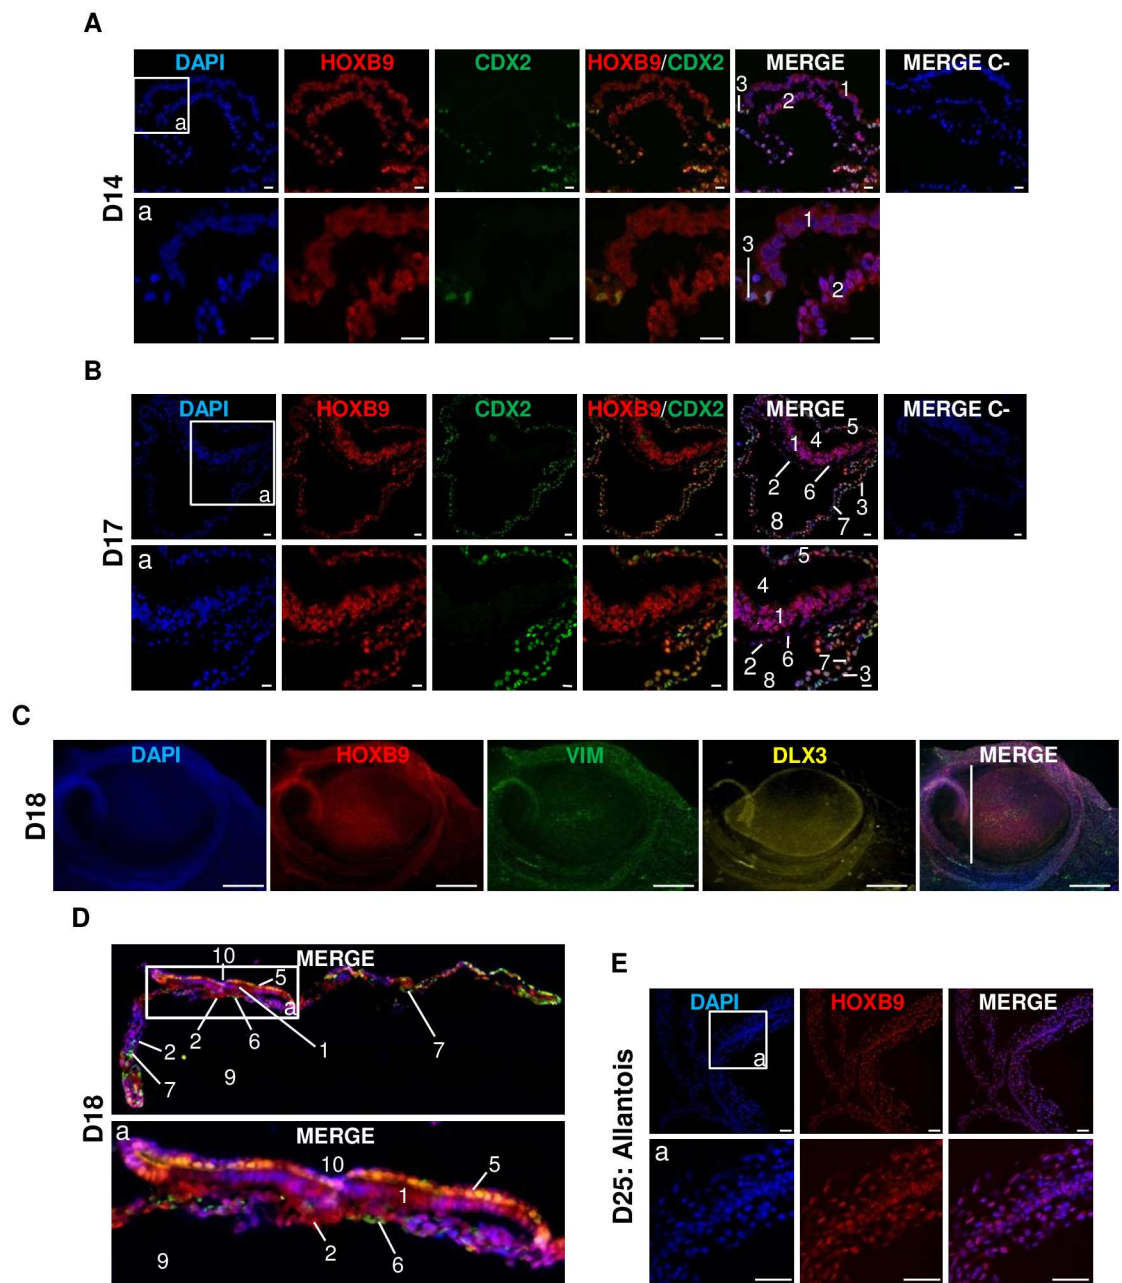 A
DAPI HOXB9 CDX2 HOXB9/CDX2 MERGE MERGE C-
a 3 2 1
D14
a 1 3 2
B
DAPI HOXB9 CDX2 HOXB9/CDX2 MERGE MERGE C-
a 1 4 5 2 6 3 8 7
D17
a 5 4 1 2 6 7 3 8
C
DAPI HOXB9 VIM DLX3 MERGE
D18
D
10 MERGE
5
a
2 2 6 1 7
7 9
D18
a MERGE
10 5
1
2 6
9
E
DAPI HOXB9 MERGE
a
D25: Allantois
a